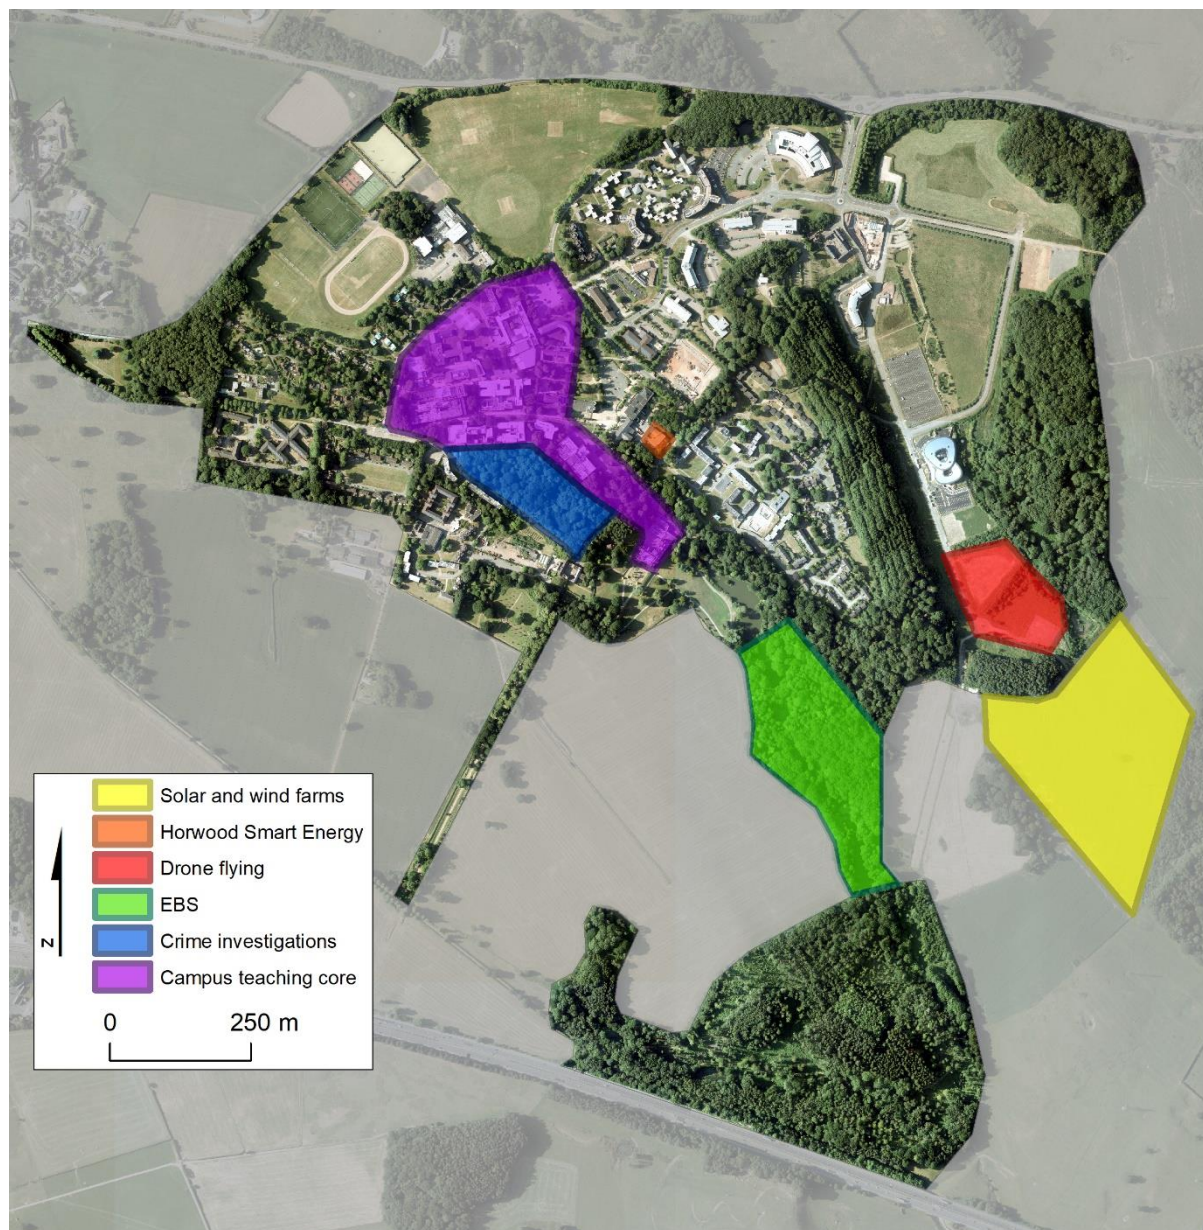 Solar and wind farms
Horwood Smart Energy
Drone flying
EBS
Crime investigations
Campus teaching core
N
0 250 m